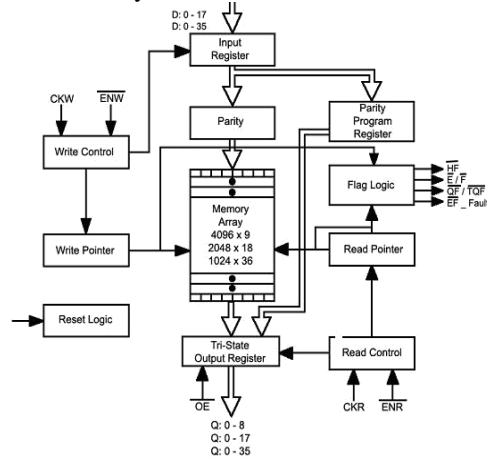 D: 0 - 17
D: 0 - 35
Input
Register
CKW
ENW
Parity
Parity
Program
Register
Write Control
HF
E / F
QF / TQF
EF _ Fault
Flag Logic
Memory
Array
4096 x 9
2048 x 18
1024 x 36
Write Pointer
Read Pointer
Reset Logic
Tri-State
Output Register
Read Control
OE
CKR
ENR
Q: 0 - 8
Q: 0 - 17
Q: 0 - 35